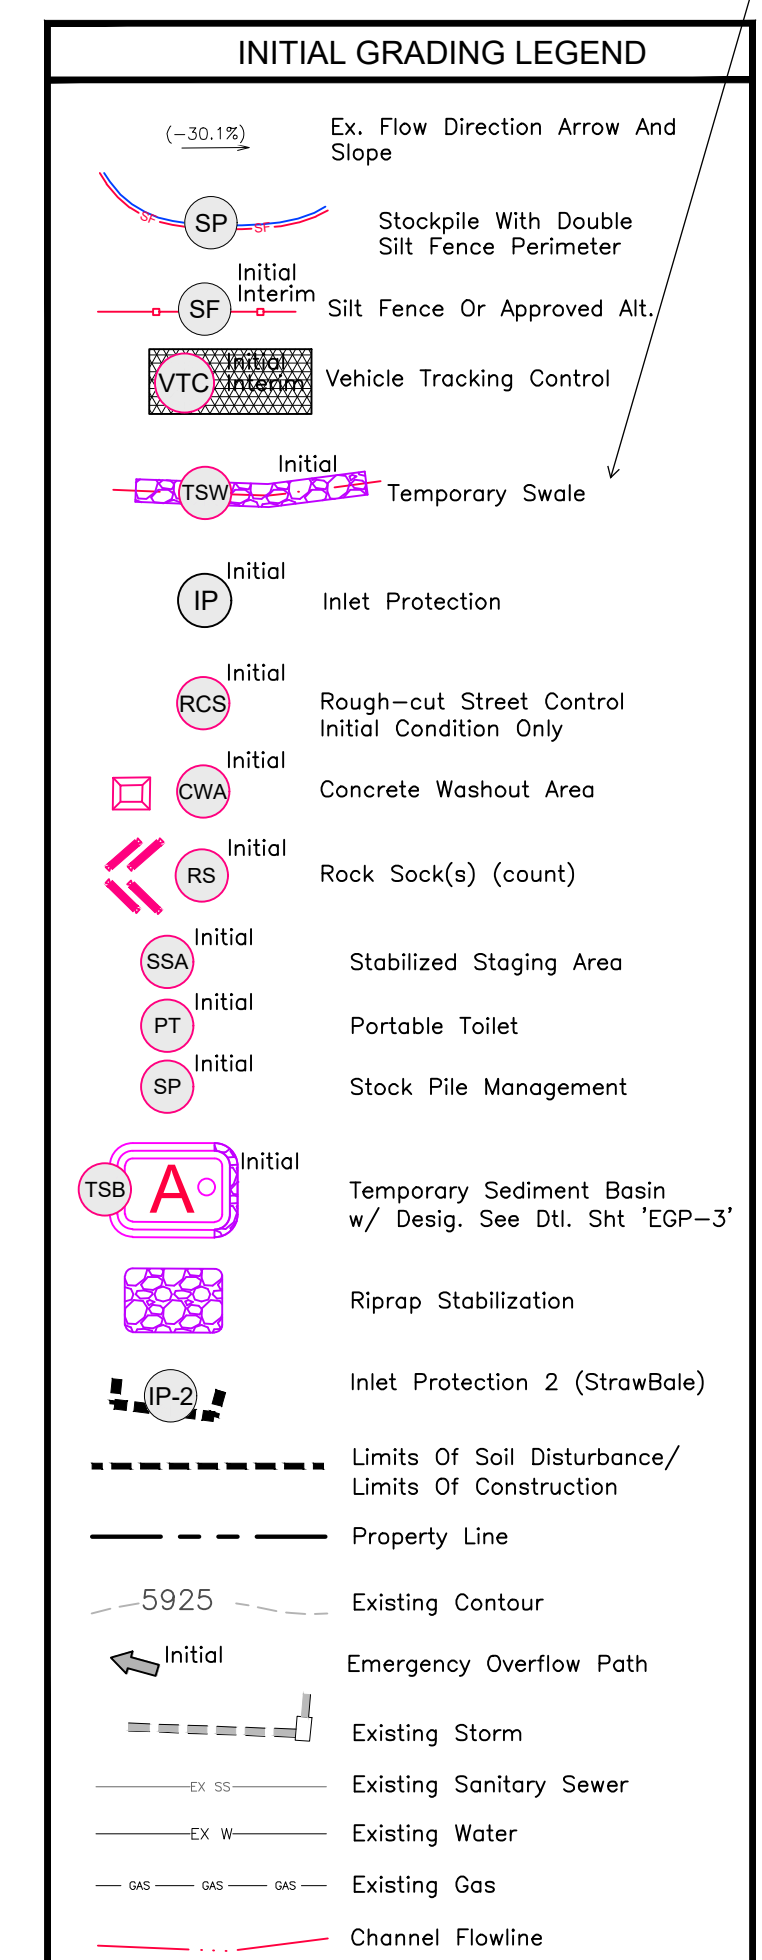 INITIAL GRADING LEGEND
(-30.1%)
Ex. Flow Direction Arrow And
Slope
SF
SP
SF
Stockpile With Double
Silt Fence Perimeter
Initial
Interim
SF
Silt Fence Or Approved Alt.
VTC
Initial
Interim
Vehicle Tracking Control
Initial
TSW
Temporary Swale
Initial
IP
Inlet Protection
Initial
RCS
Rough-cut Street Control
Initial Condition Only
Initial
CWA
Concrete Washout Area
Initial
RS
Rock Sock(s) (count)
Initial
SSA
Stabilized Staging Area
Initial
PT
Portable Toilet
Initial
SP
Stock Pile Management
Initial
TSB
A
Temporary Sediment Basin
w/ Desig. See Dtl. Sht 'EGP-3'
Riprap Stabilization
IP-2
Inlet Protection 2 (StrawBale)
Limits Of Soil Disturbance/
Limits Of Construction
Property Line
5925
Existing Contour
Initial
Emergency Overflow Path
Existing Storm
EX SS
Existing Sanitary Sewer
EX W
Existing Water
GAS GAS GAS
Existing Gas
Channel Flowline